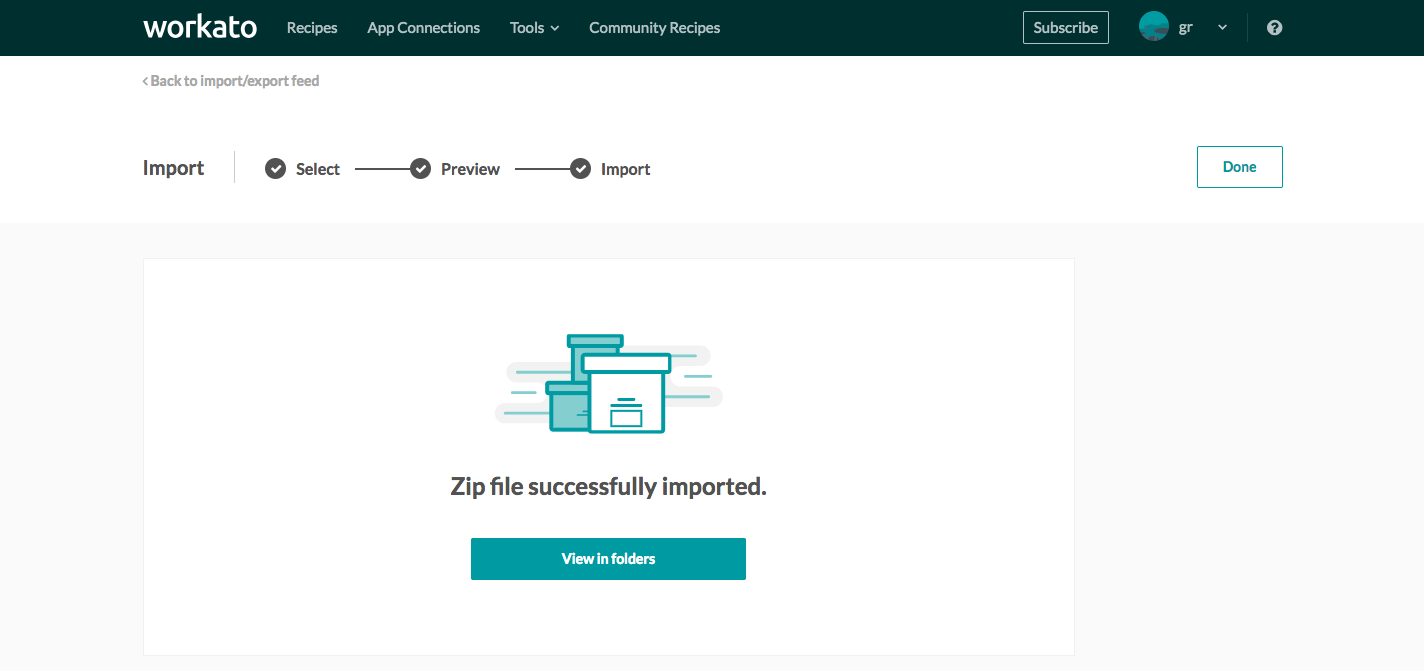 workato Recipes App Connections Tools Community Recipes Subscribe gr ?
Back to import/export feed
Import Select Preview Import Done
Zip file successfully imported.
View in folders